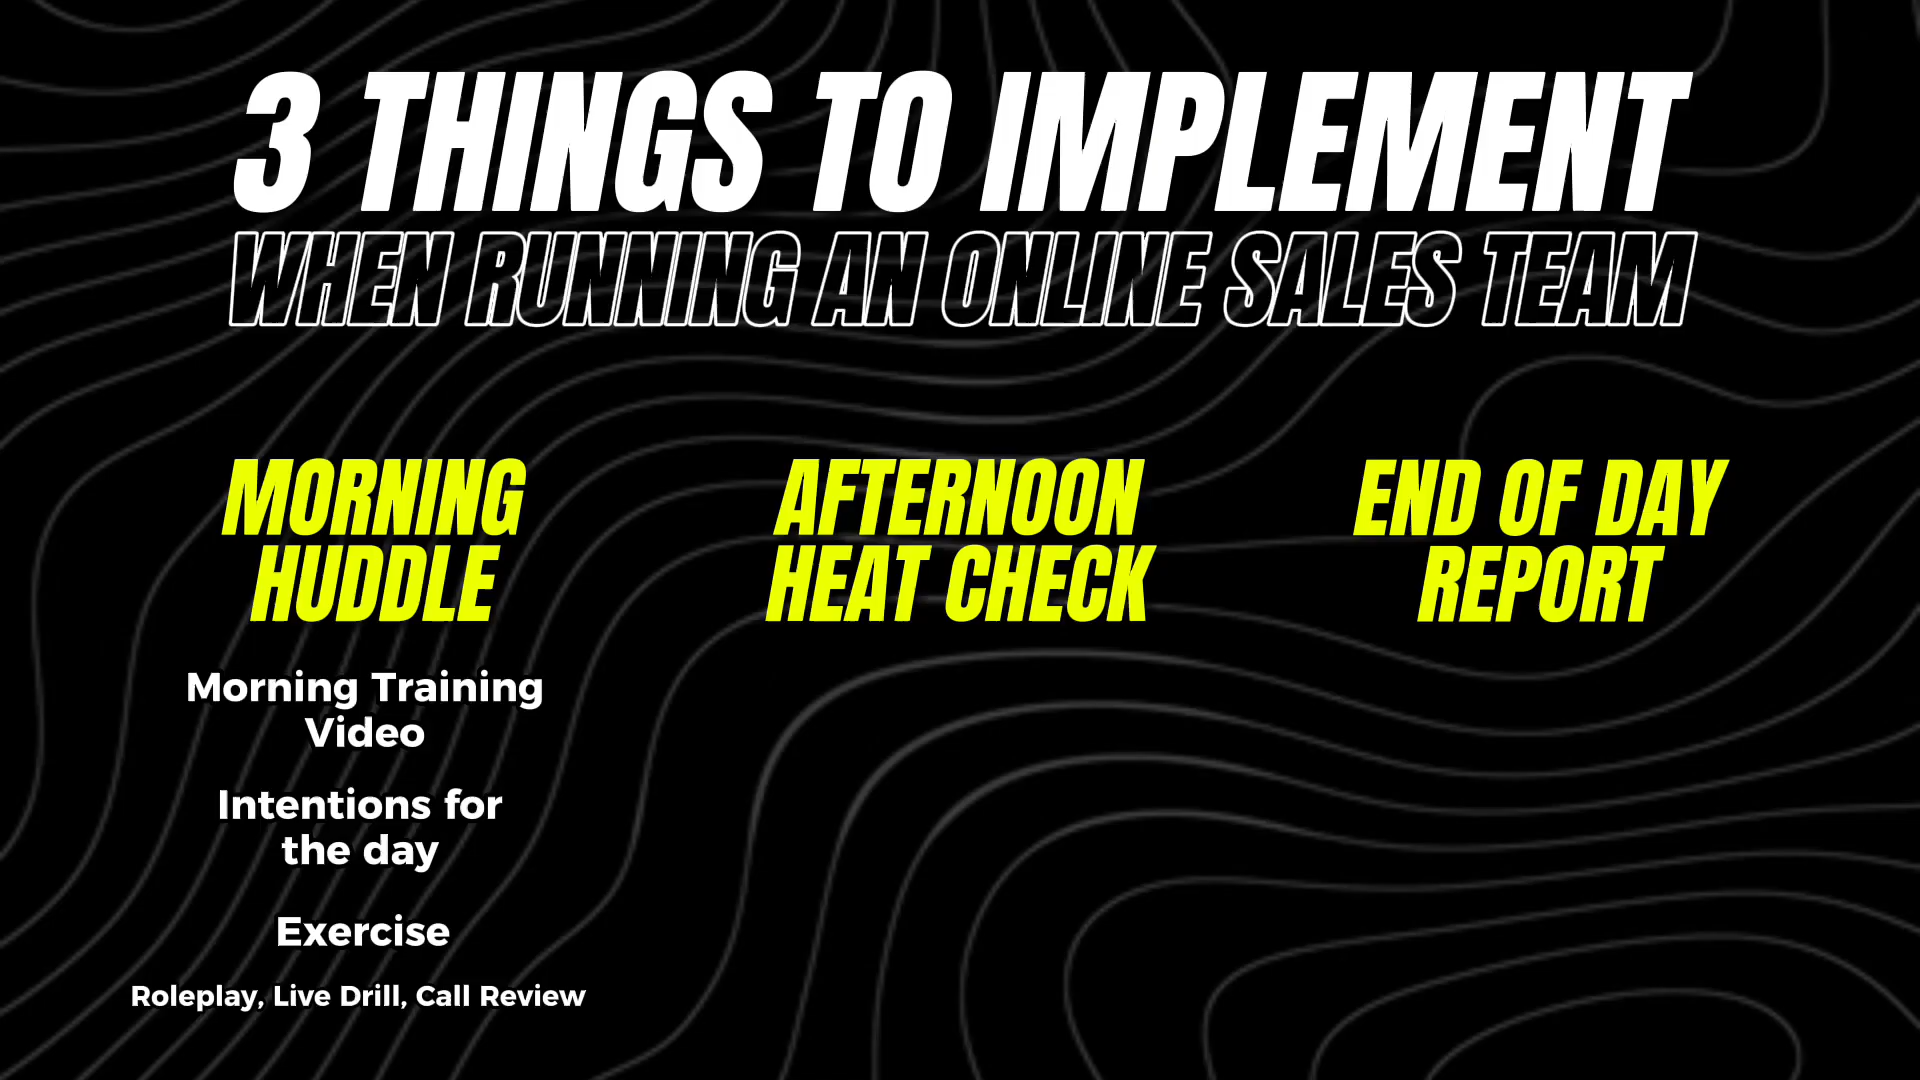 3 THINGS TO IMPLEMENT
WHEN RUNNING AN ONLINE SALES TEAM
MORNING
HUDDLE
Morning Training
Video
Intentions for
the day
Exercise
Roleplay, Live Drill, Call Review
AFTERNOON
HEAT CHECK
END OF DAY
REPORT